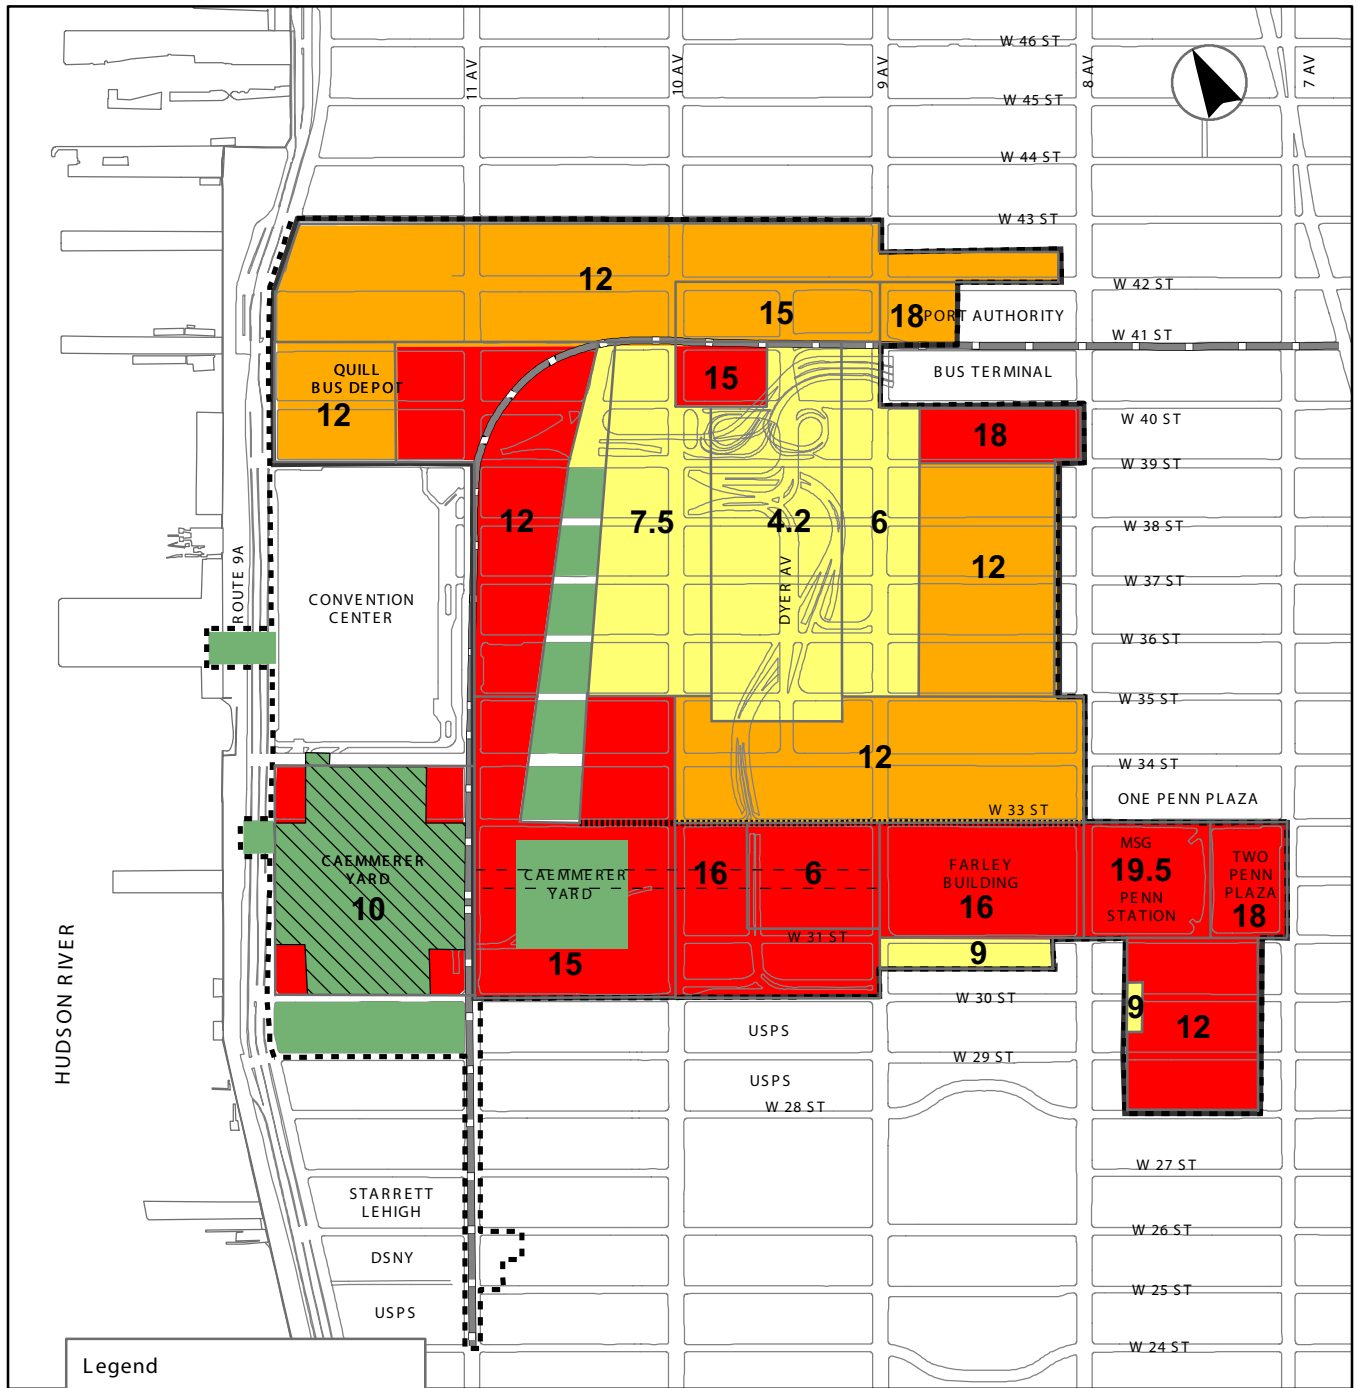 W 46 ST
11 AV
10 AV
9 AV
8 AV
7 AV
W 45 ST
W 44 ST
W 43 ST
12
W 42 ST
15
18
PORT AUTHORITY
W 41 ST
QUILL
BUS DEPOT
12
15
BUS TERMINAL
18
W 40 ST
W 39 ST
12
7.5
4.2
6
W 38 ST
ROUTE 9A
CONVENTION
CENTER
DYER AV
12
W 37 ST
W 36 ST
W 35 ST
12
W 34 ST
W 33 ST
ONE PENN PLAZA
CAEMMERER
YARD
10
CAEMMERER
YARD
15
16
6
FARLEY
BUILDING
16
MSG
19.5
PENN
STATION
TWO
PENN
PLAZA
18
W 31 ST
9
HUDSON RIVER
W 30 ST
9
12
USPS
W 29 ST
USPS
W 28 ST
W 27 ST
STARRETT
LEHIGH
W 26 ST
DSNY
W 25 ST
USPS
W 24 ST
Legend